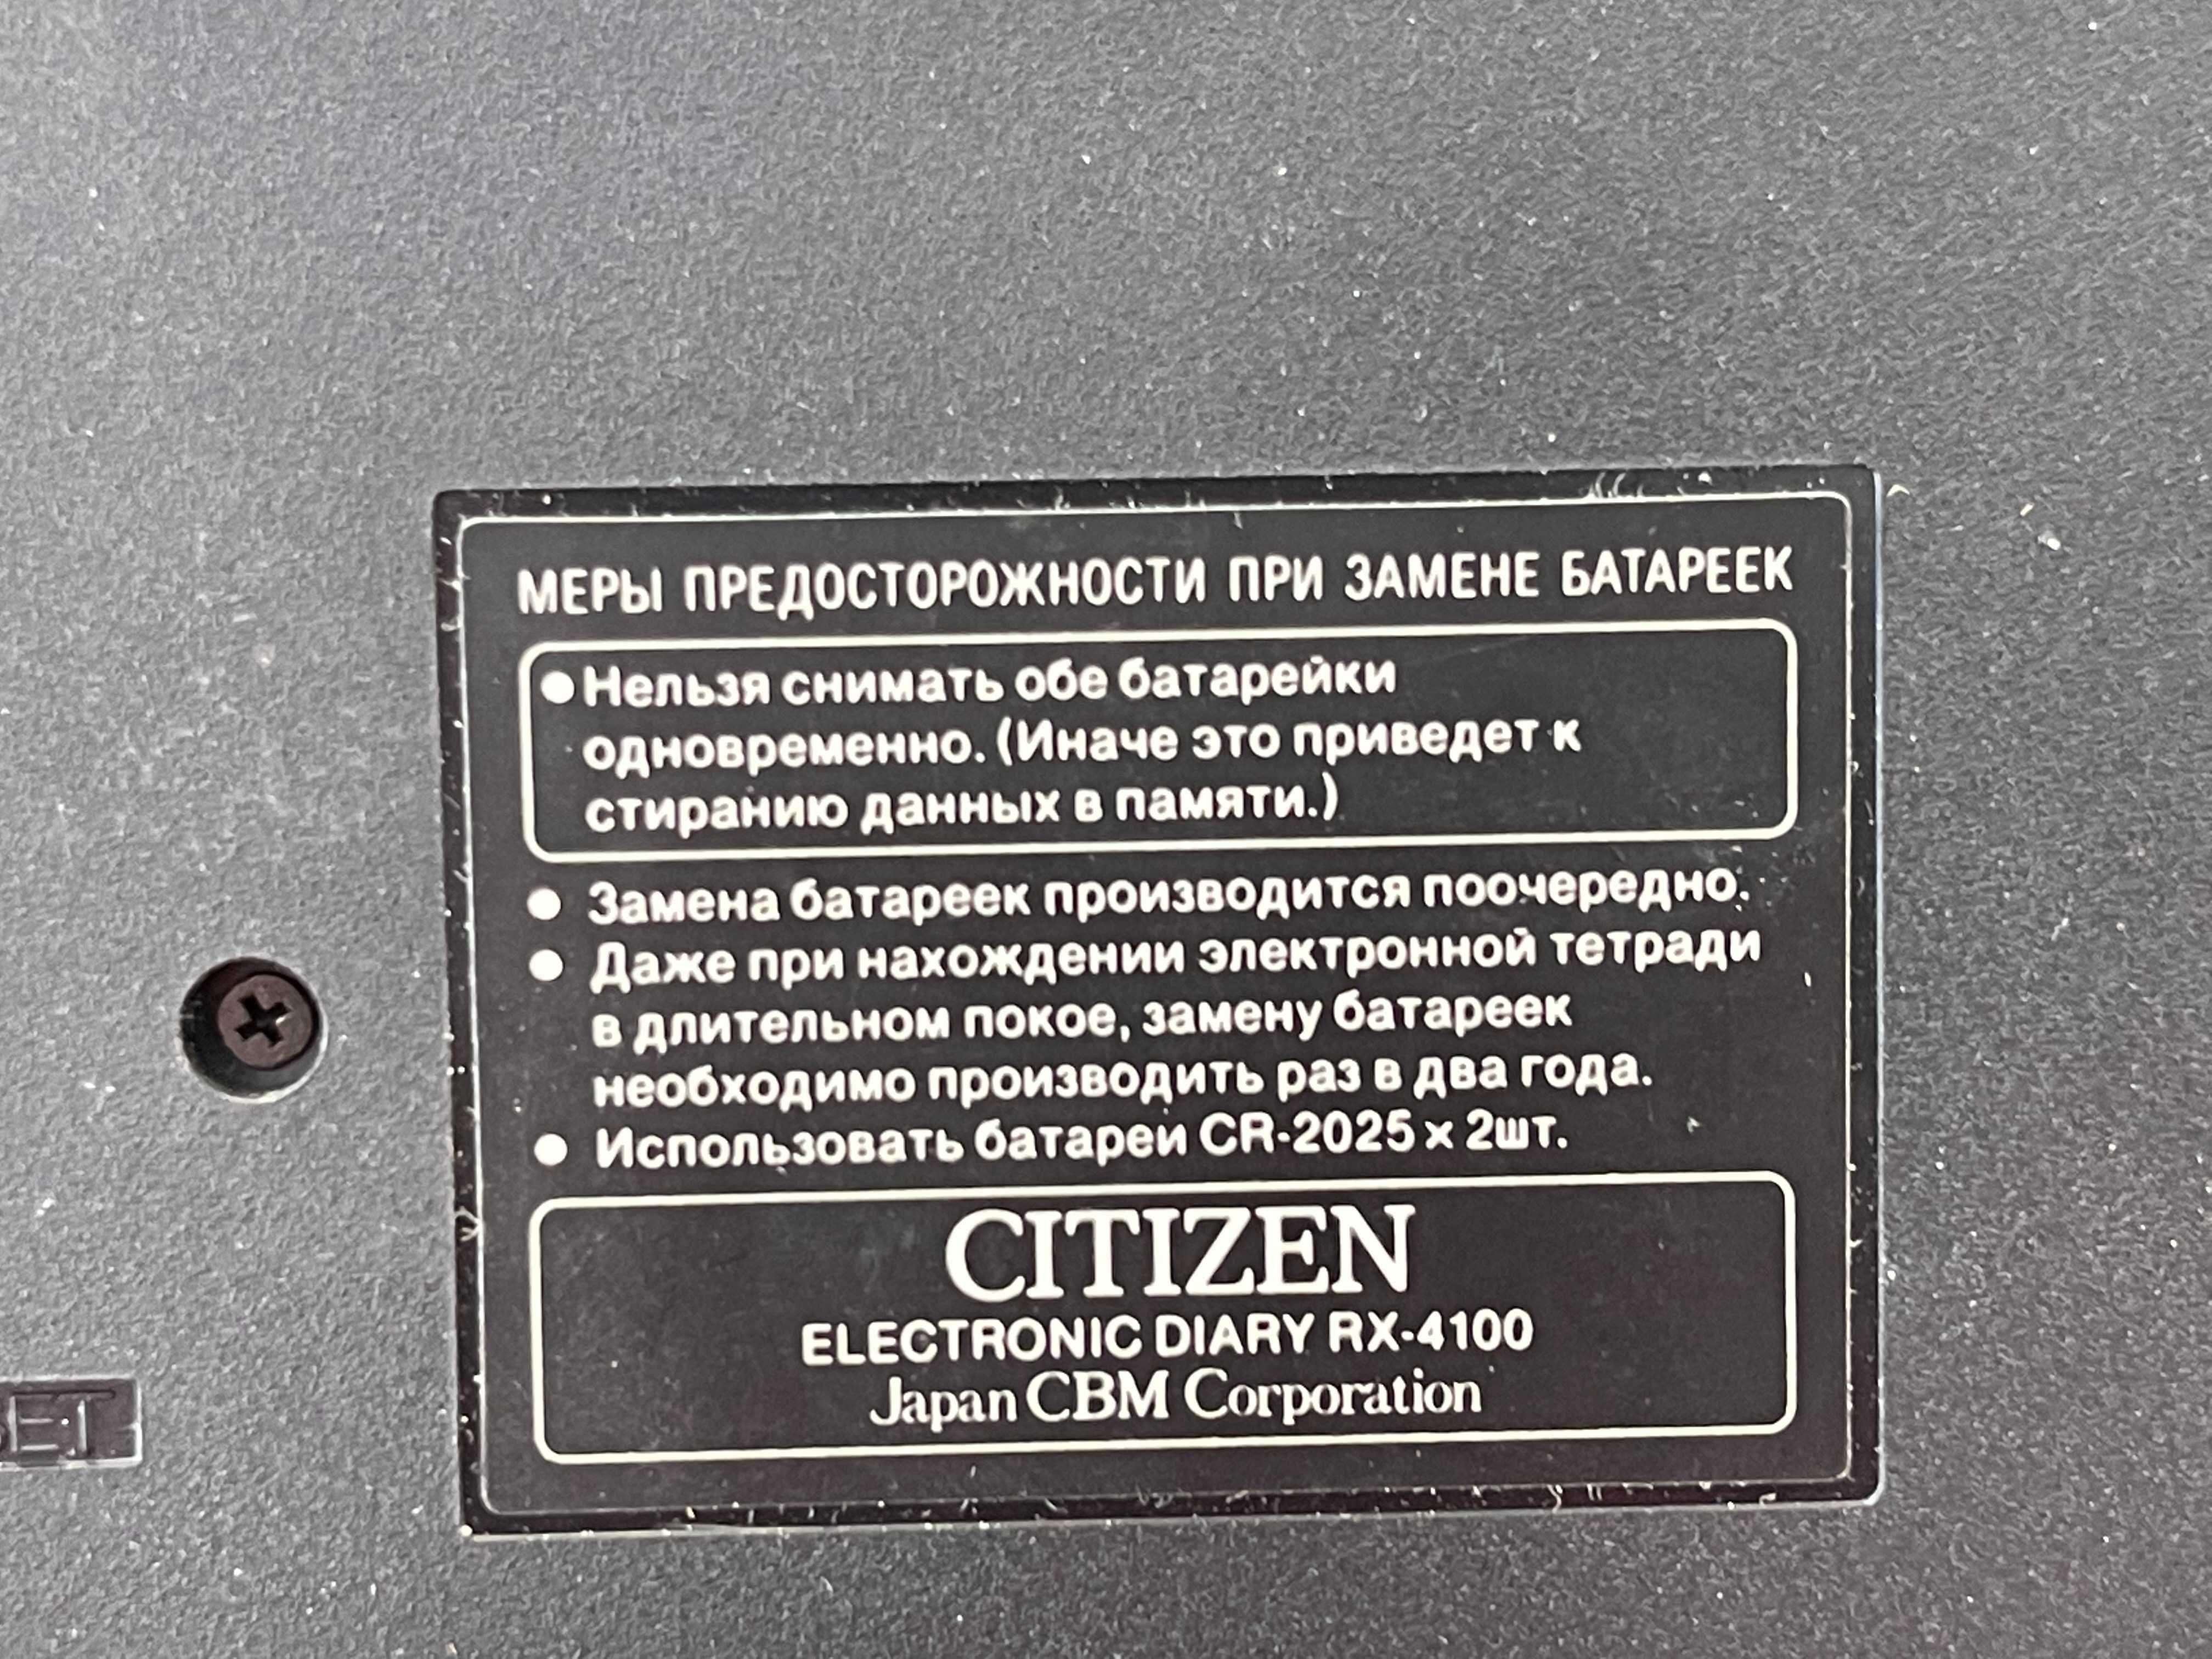 МЕРЫ ПРЕДОСТОРОЖНОСТИ ПРИ ЗАМЕНЕ БАТАРЕЕК
● Нельзя снимать обе батарейки
одновременно. (Иначе это приведет к
стиранию данных в памяти.)
● Замена батареек производится поочередно.
● Даже при нахождении электронной тетради
в длительном покое, замену батареек
необходимо производить раз в два года.
● Использовать батареи CR-2025 x 2шт.
CITIZEN
ELECTRONIC DIARY RX-4100
Japan CBM Corporation